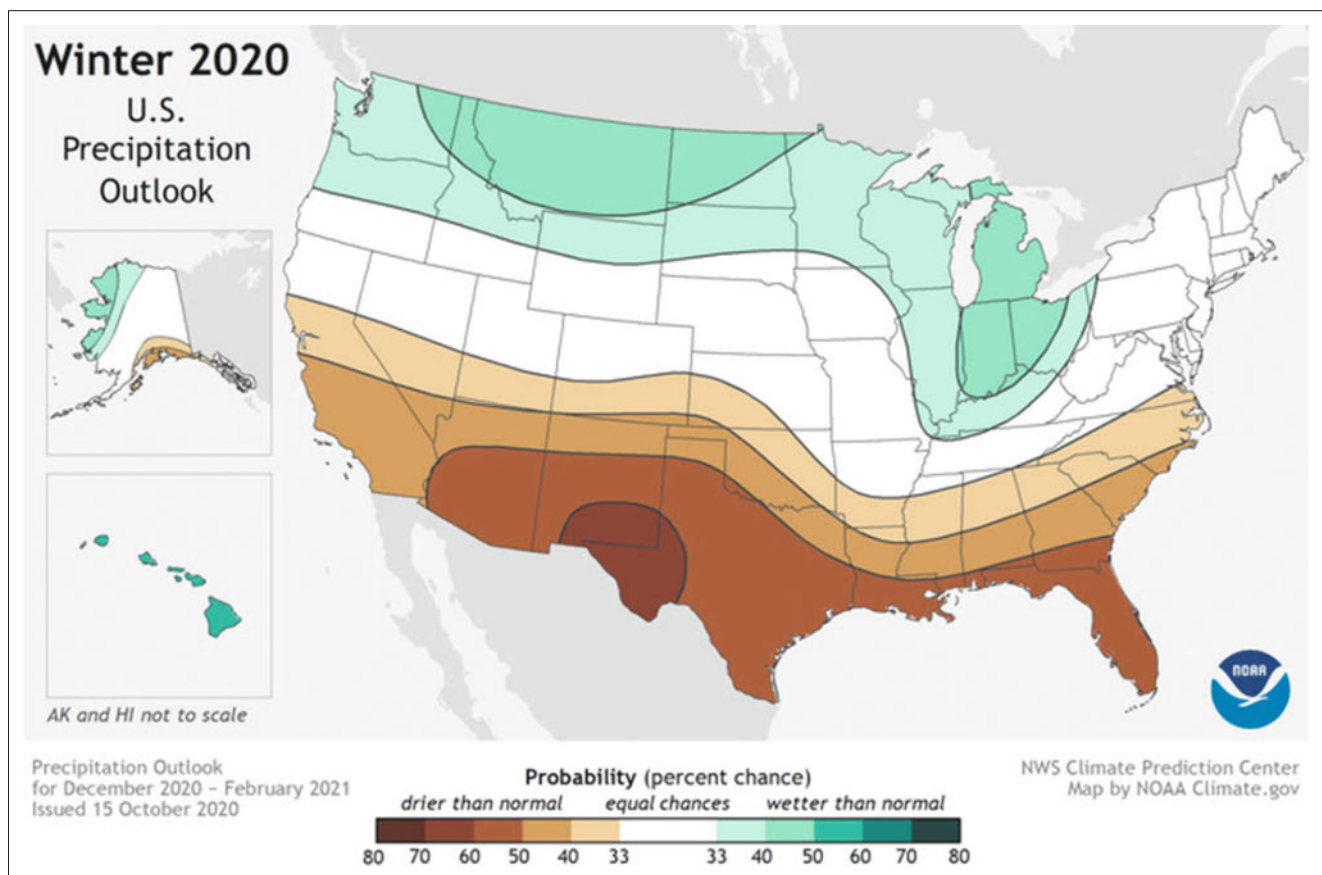 Winter 2020
U.S.
Precipitation
Outlook
AK and HI not to scale
NOAA
Precipitation Outlook
for December 2020 – February 2021
Issued 15 October 2020
Probability (percent chance)
drier than normal equal chances wetter than normal
80 70 60 50 40 33 33 40 50 60 70 80
NWS Climate Prediction Center
Map by NOAA Climate.gov